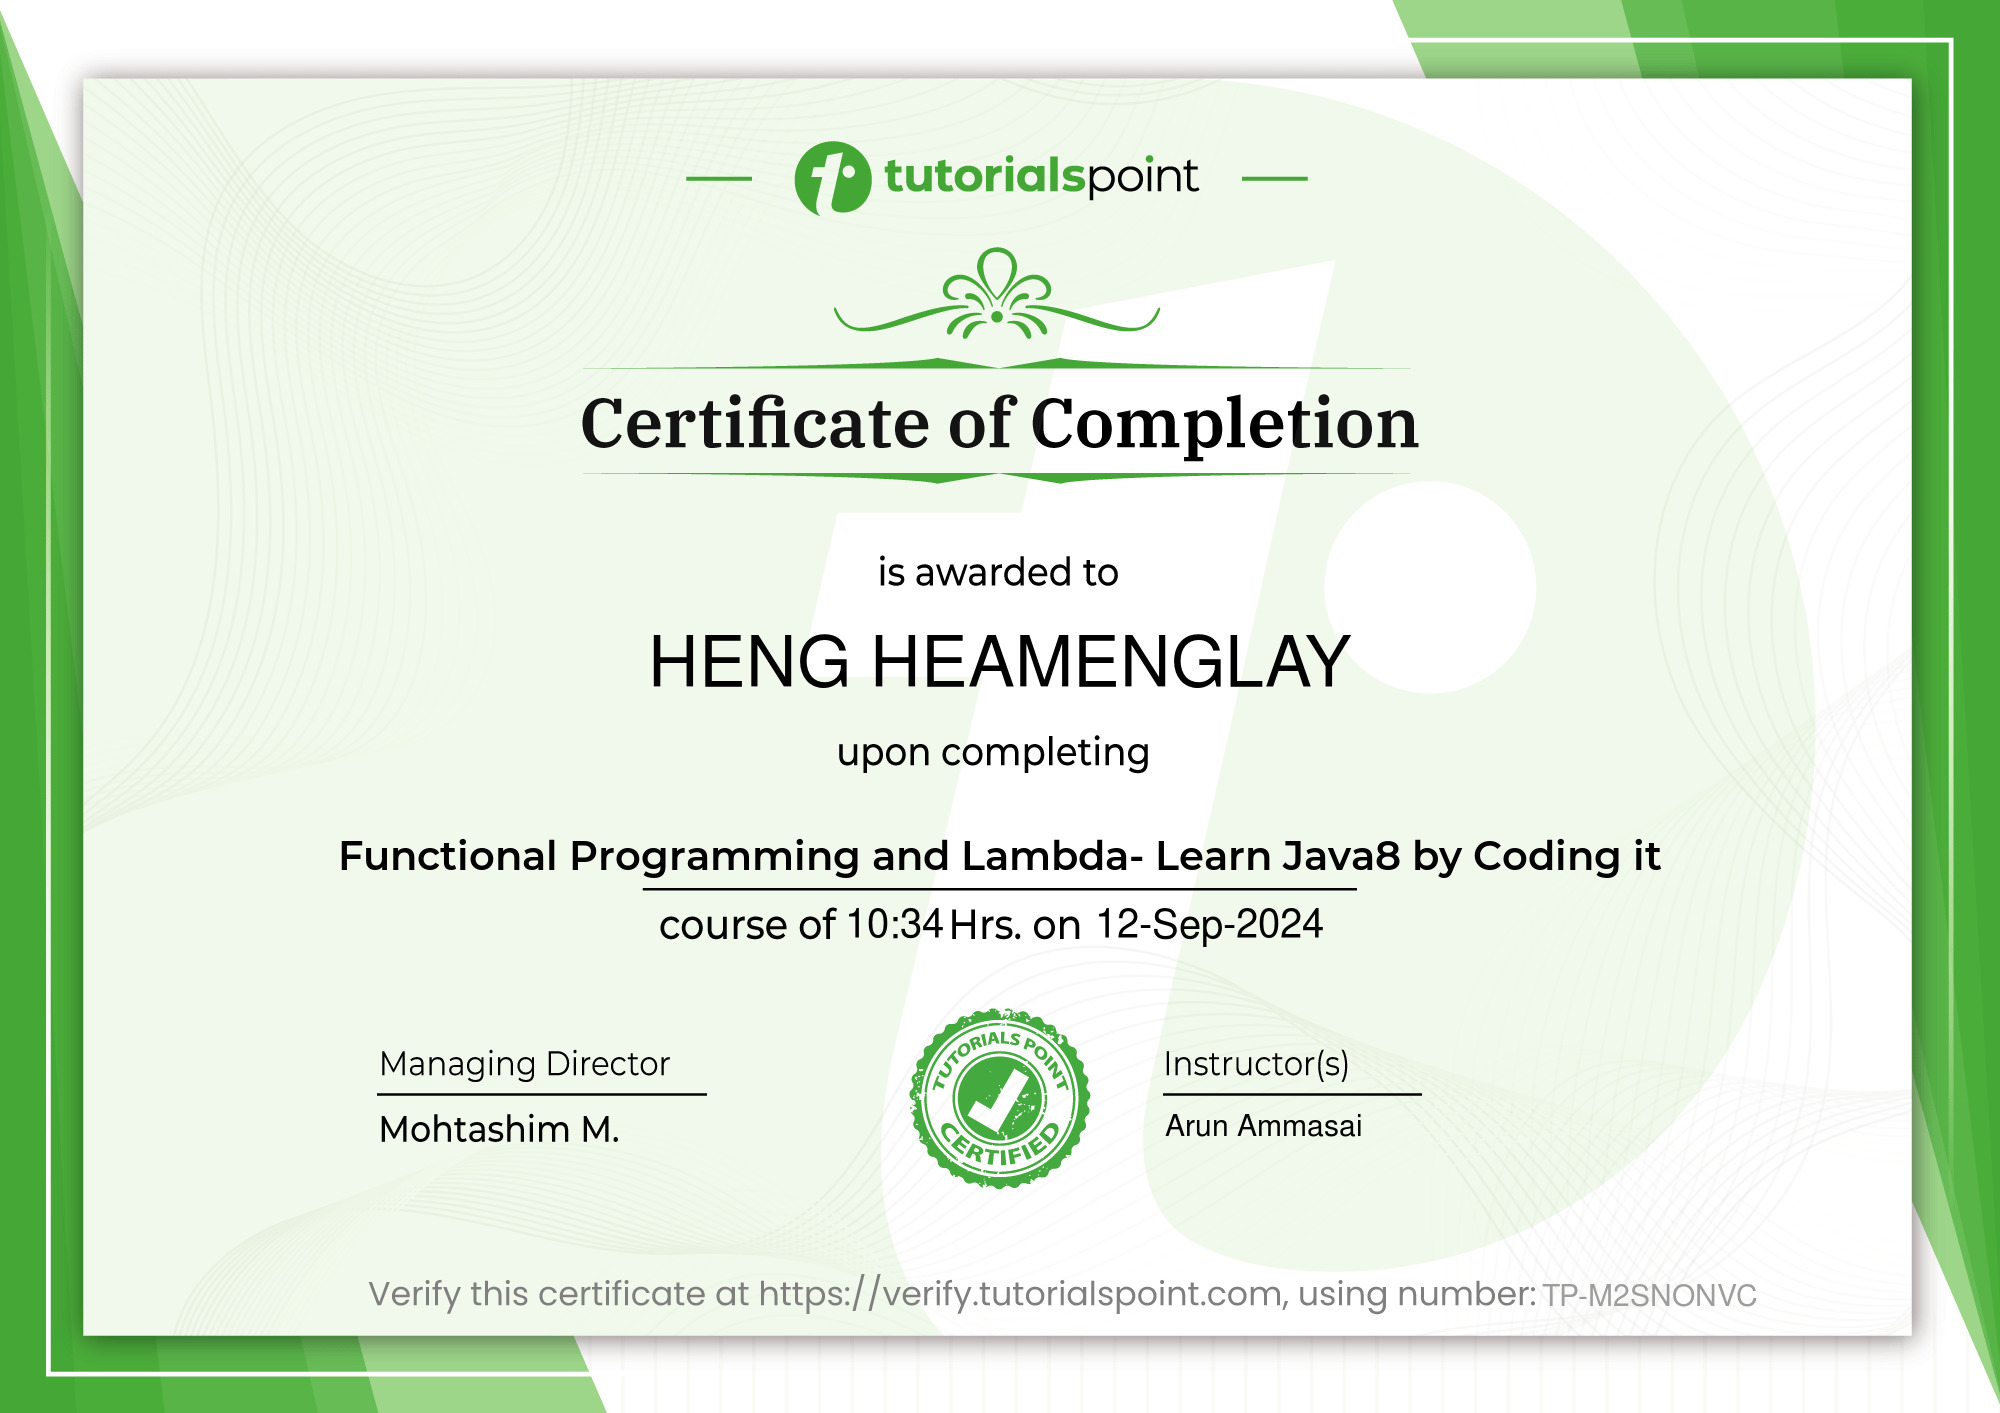 tutorialspoint
Certificate of Completion
is awarded to
HENG HEAMENGLAY
upon completing
Functional Programming and Lambda- Learn Java8 by Coding it
course of 10:34 Hrs. on 12-Sep-2024
Managing Director
Mohtashim M.
TUTORIALS POINT
CERTIFIED
Instructor(s)
Arun Ammasai
Verify this certificate at https://verify.tutorialspoint.com, using number: TP-M2SNONVC